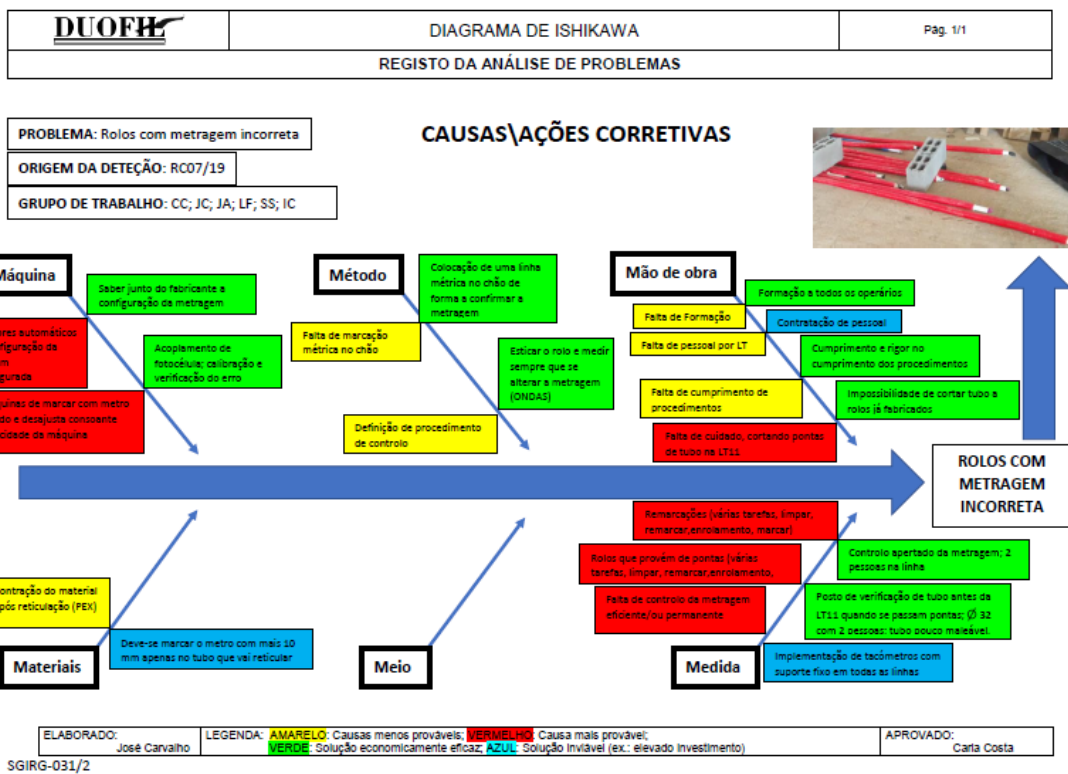 DUOFIL
DIAGRAMA DE ISHIKAWA
Pág. 1/1
REGISTO DA ANÁLISE DE PROBLEMAS
PROBLEMA: Rolos com metragem incorreta
ORIGEM DA DETEÇÃO: RC07/19
GRUPO DE TRABALHO: CC; JC; JA; LF; SS; IC
CAUSAS\AÇÕES CORRETIVAS
Máquina
Saber junto do fabricante a
configuração da metragem
automáticos
da
Acoplamento de
fotocélula; calibração e
verificação do erro
de marcar com metro
e desajusta consoante
da máquina
Método
Colocação de uma linha
métrica no chão de
forma a confirmar a
metragem
Falta de marcação
métrica no chão
Esticar o rolo e medir
sempre que se
alterar a metragem
(ONDAS)
Definição de procedimento
de controlo
Mão de obra
Formação a todos os operários
Falta de Formação
Contratação de pessoal
Falta de pessoal por LT
Cumprimento e rigor no
cumprimento dos procedimentos
Falta de cumprimento de
procedimentos
Impossibilidade de cortar tubo a
rolos já fabricados
Falta de cuidado, cortando pontas
de tubo na LT11
ROLOS COM
METRAGEM
INCORRETA
Remarcações (várias tarefas, limpar,
remarcar,enrolamento, marcar)
Rolos que provém de pontas (várias
tarefas, limpar, remarcar,enrolamento,
Controlo apertado da metragem; 2
pessoas na linha
Falta de controlo da metragem
eficiente/ou permanente
Posto de verificação de tubo antes da
LT11 quando se passam pontas; Ø 32
com 2 pessoas; tubo pouco maleável.
do material
após reticulação (PEX)
Deve-se marcar o metro com mais 10
mm apenas no tubo que vai reticular
Materiais
Meio
Medida
Implementação de tacómetros com
suporte fixo em todas as linhas
ELABORADO:
José Carvalho
LEGENDA: AMARELO: Causas menos prováveis; VERMELHO: Causa mais provável;
VERDE: Solução economicamente eficaz; AZUL: Solução inviável (ex.: elevado investimento)
APROVADO:
Carla Costa
SGIRG-031/2